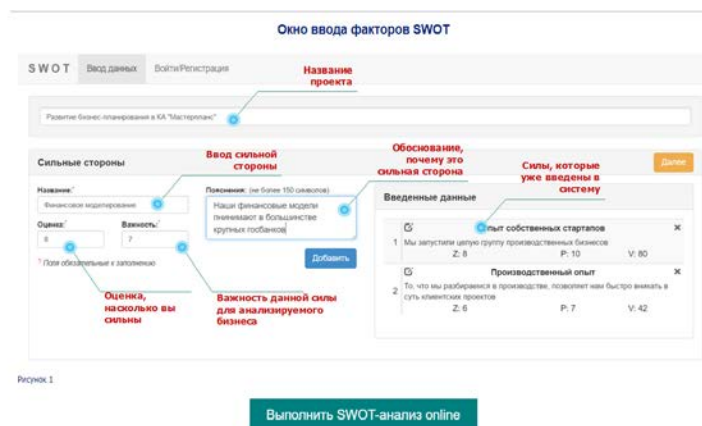 Окно ввода факторов SWOT
SWOT Ввод данных Войти/Регистрация
Название
проекта
Развитие бизнес-планирования в КА "Мастерпланс"
Сильные стороны
Ввод сильной
стороны
Обоснование,
почему это
сильная сторона
Силы, которые
уже введены в
систему
Далее
Название:*
Финансовое моделирование
Пояснения: (не более 150 символов)
Наши финансовые модели
пнинимают в большинстве
крупных госбанков
Оценка:* Важность:*
8 7
* Поля обязательные к заполнению
Добавить
Оценка,
насколько вы
сильны
Важность данной силы
для анализируемого
бизнеса
Введенные данные
пыт собственных стартапов
1 Мы запустили целую группу производственных бизнесов
Z: 8 P: 10 V: 80
Производственный опыт
2 То, что мы разбираемся в производстве, позволяет нам быстро вникать в
суть клиентских проектов
Z: 6 P: 7 V: 42
Рисунок 1
Выполнить SWOT-анализ online